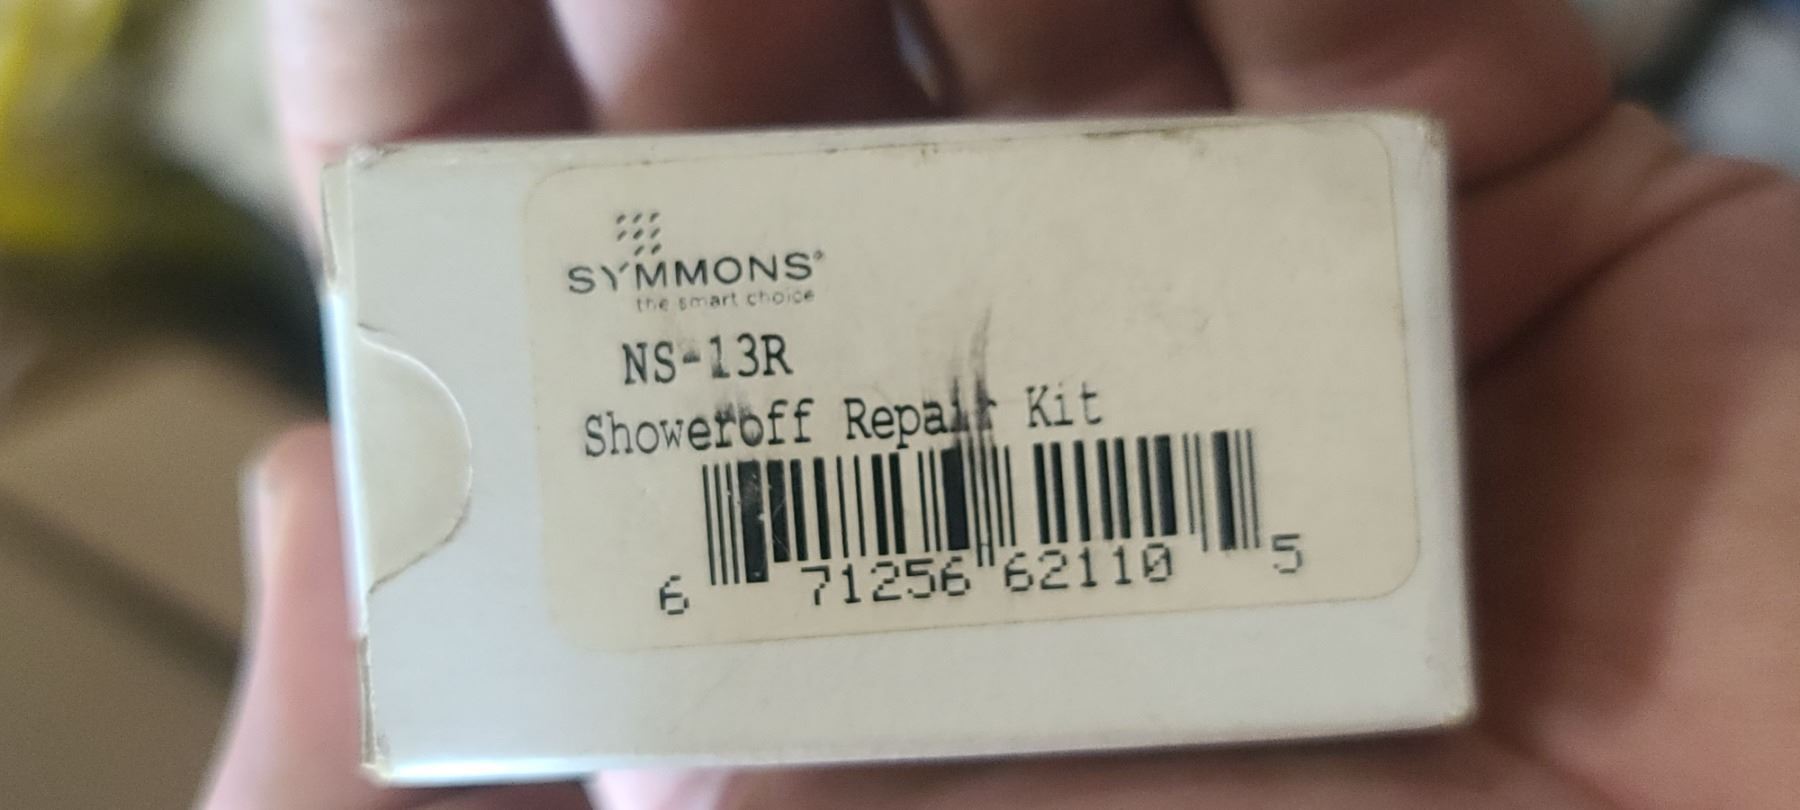 SYMMONS®
the smart choice
NS-13R
Showeroff Repair Kit
6 71256 62110 5